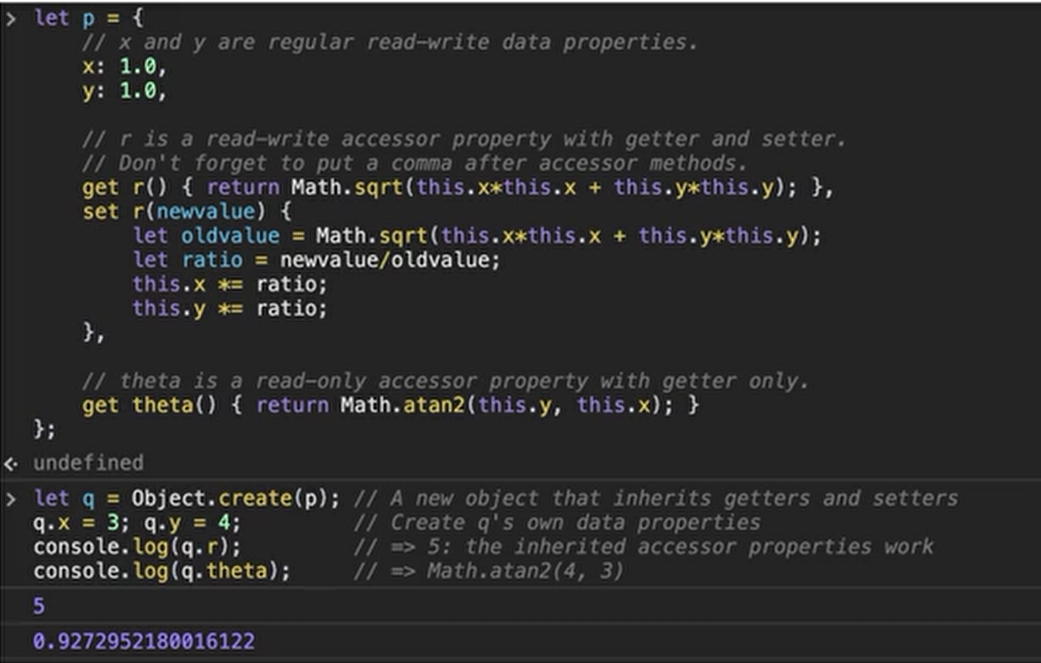 > let p = {
    // x and y are regular read-write data properties.
    x: 1.0,
    y: 1.0,

    // r is a read-write accessor property with getter and setter.
    // Don't forget to put a comma after accessor methods.
    get r() { return Math.sqrt(this.x*this.x + this.y*this.y); },
    set r(newvalue) {
        let oldvalue = Math.sqrt(this.x*this.x + this.y*this.y);
        let ratio = newvalue/oldvalue;
        this.x *= ratio;
        this.y *= ratio;
    },

    // theta is a read-only accessor property with getter only.
    get theta() { return Math.atan2(this.y, this.x); }
};
undefined
> let q = Object.create(p); // A new object that inherits getters and setters
q.x = 3; q.y = 4;         // Create q's own data properties
console.log(q.r);         // => 5: the inherited accessor properties work
console.log(q.theta);     // => Math.atan2(4, 3)
5
0.9272952180016122